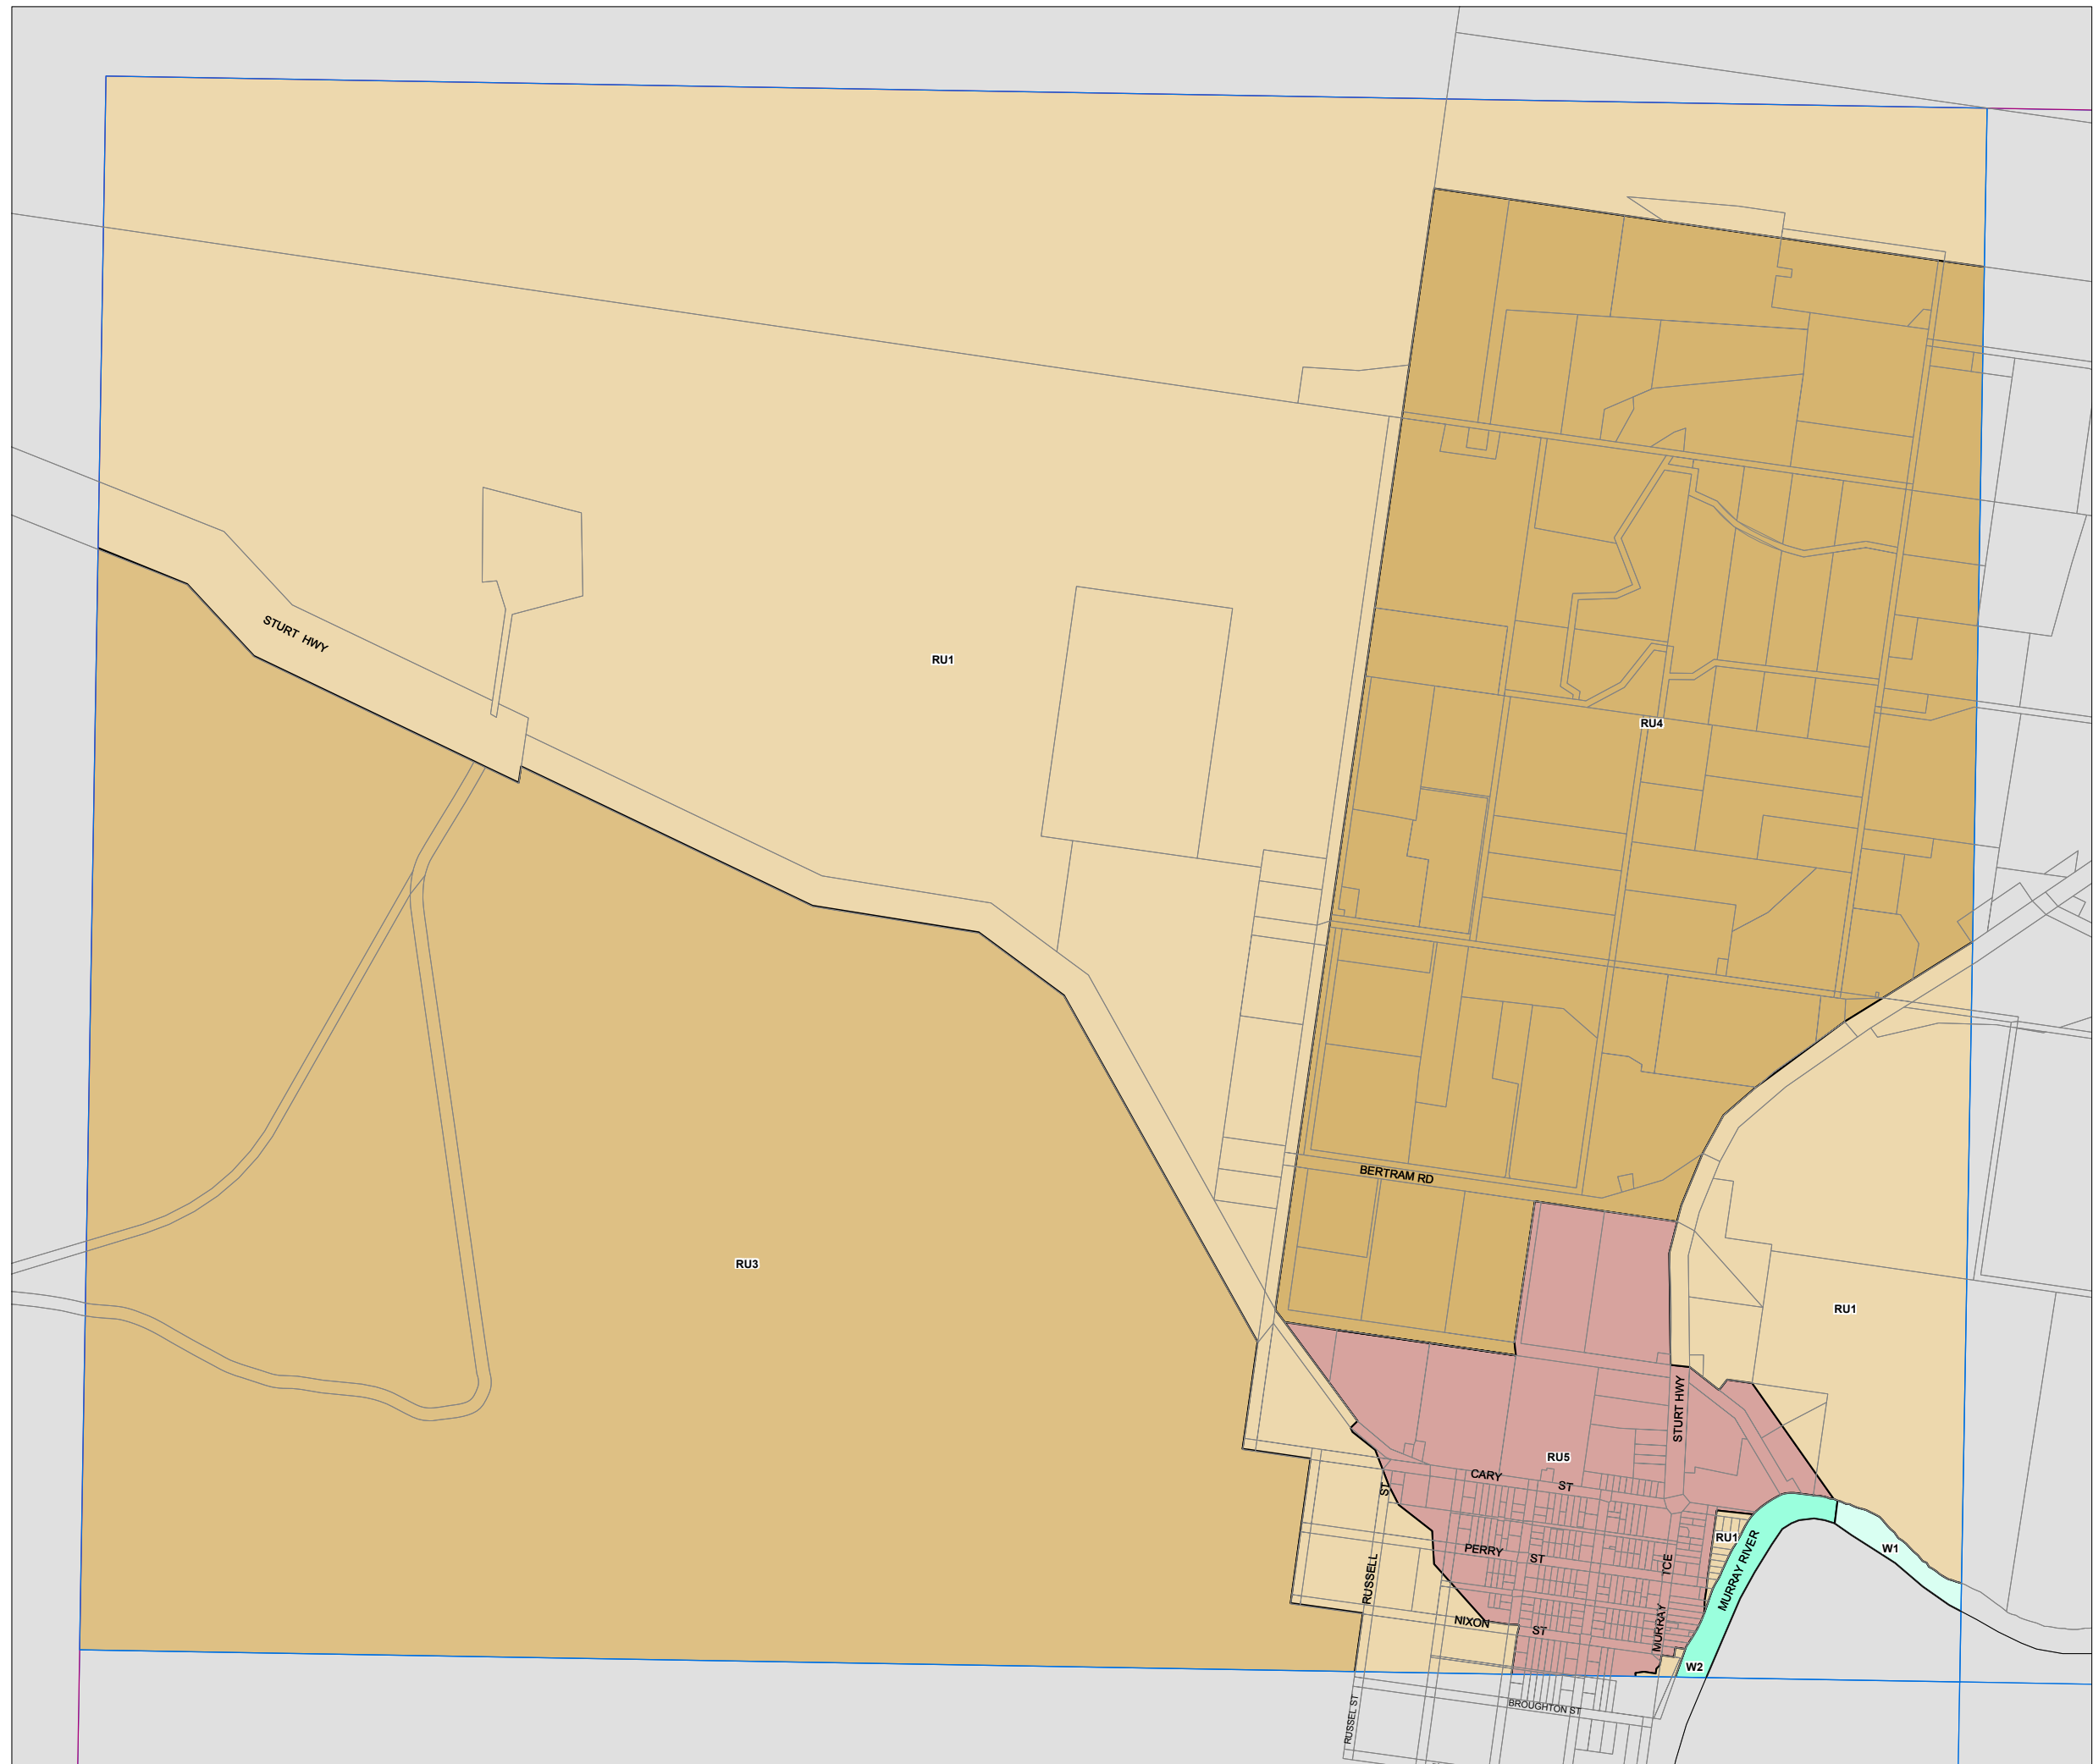 STURT HWY
RU1
RU4
BERTRAM RD
RU3
RU1
STURT HWY
RU5
CARY ST
ST
RU1
W1
PERRY ST
MURRAY TCE
MURRAY RIVER
RUSSELL
NIXON ST
W2
BROUGHTON ST
RUSSEL ST